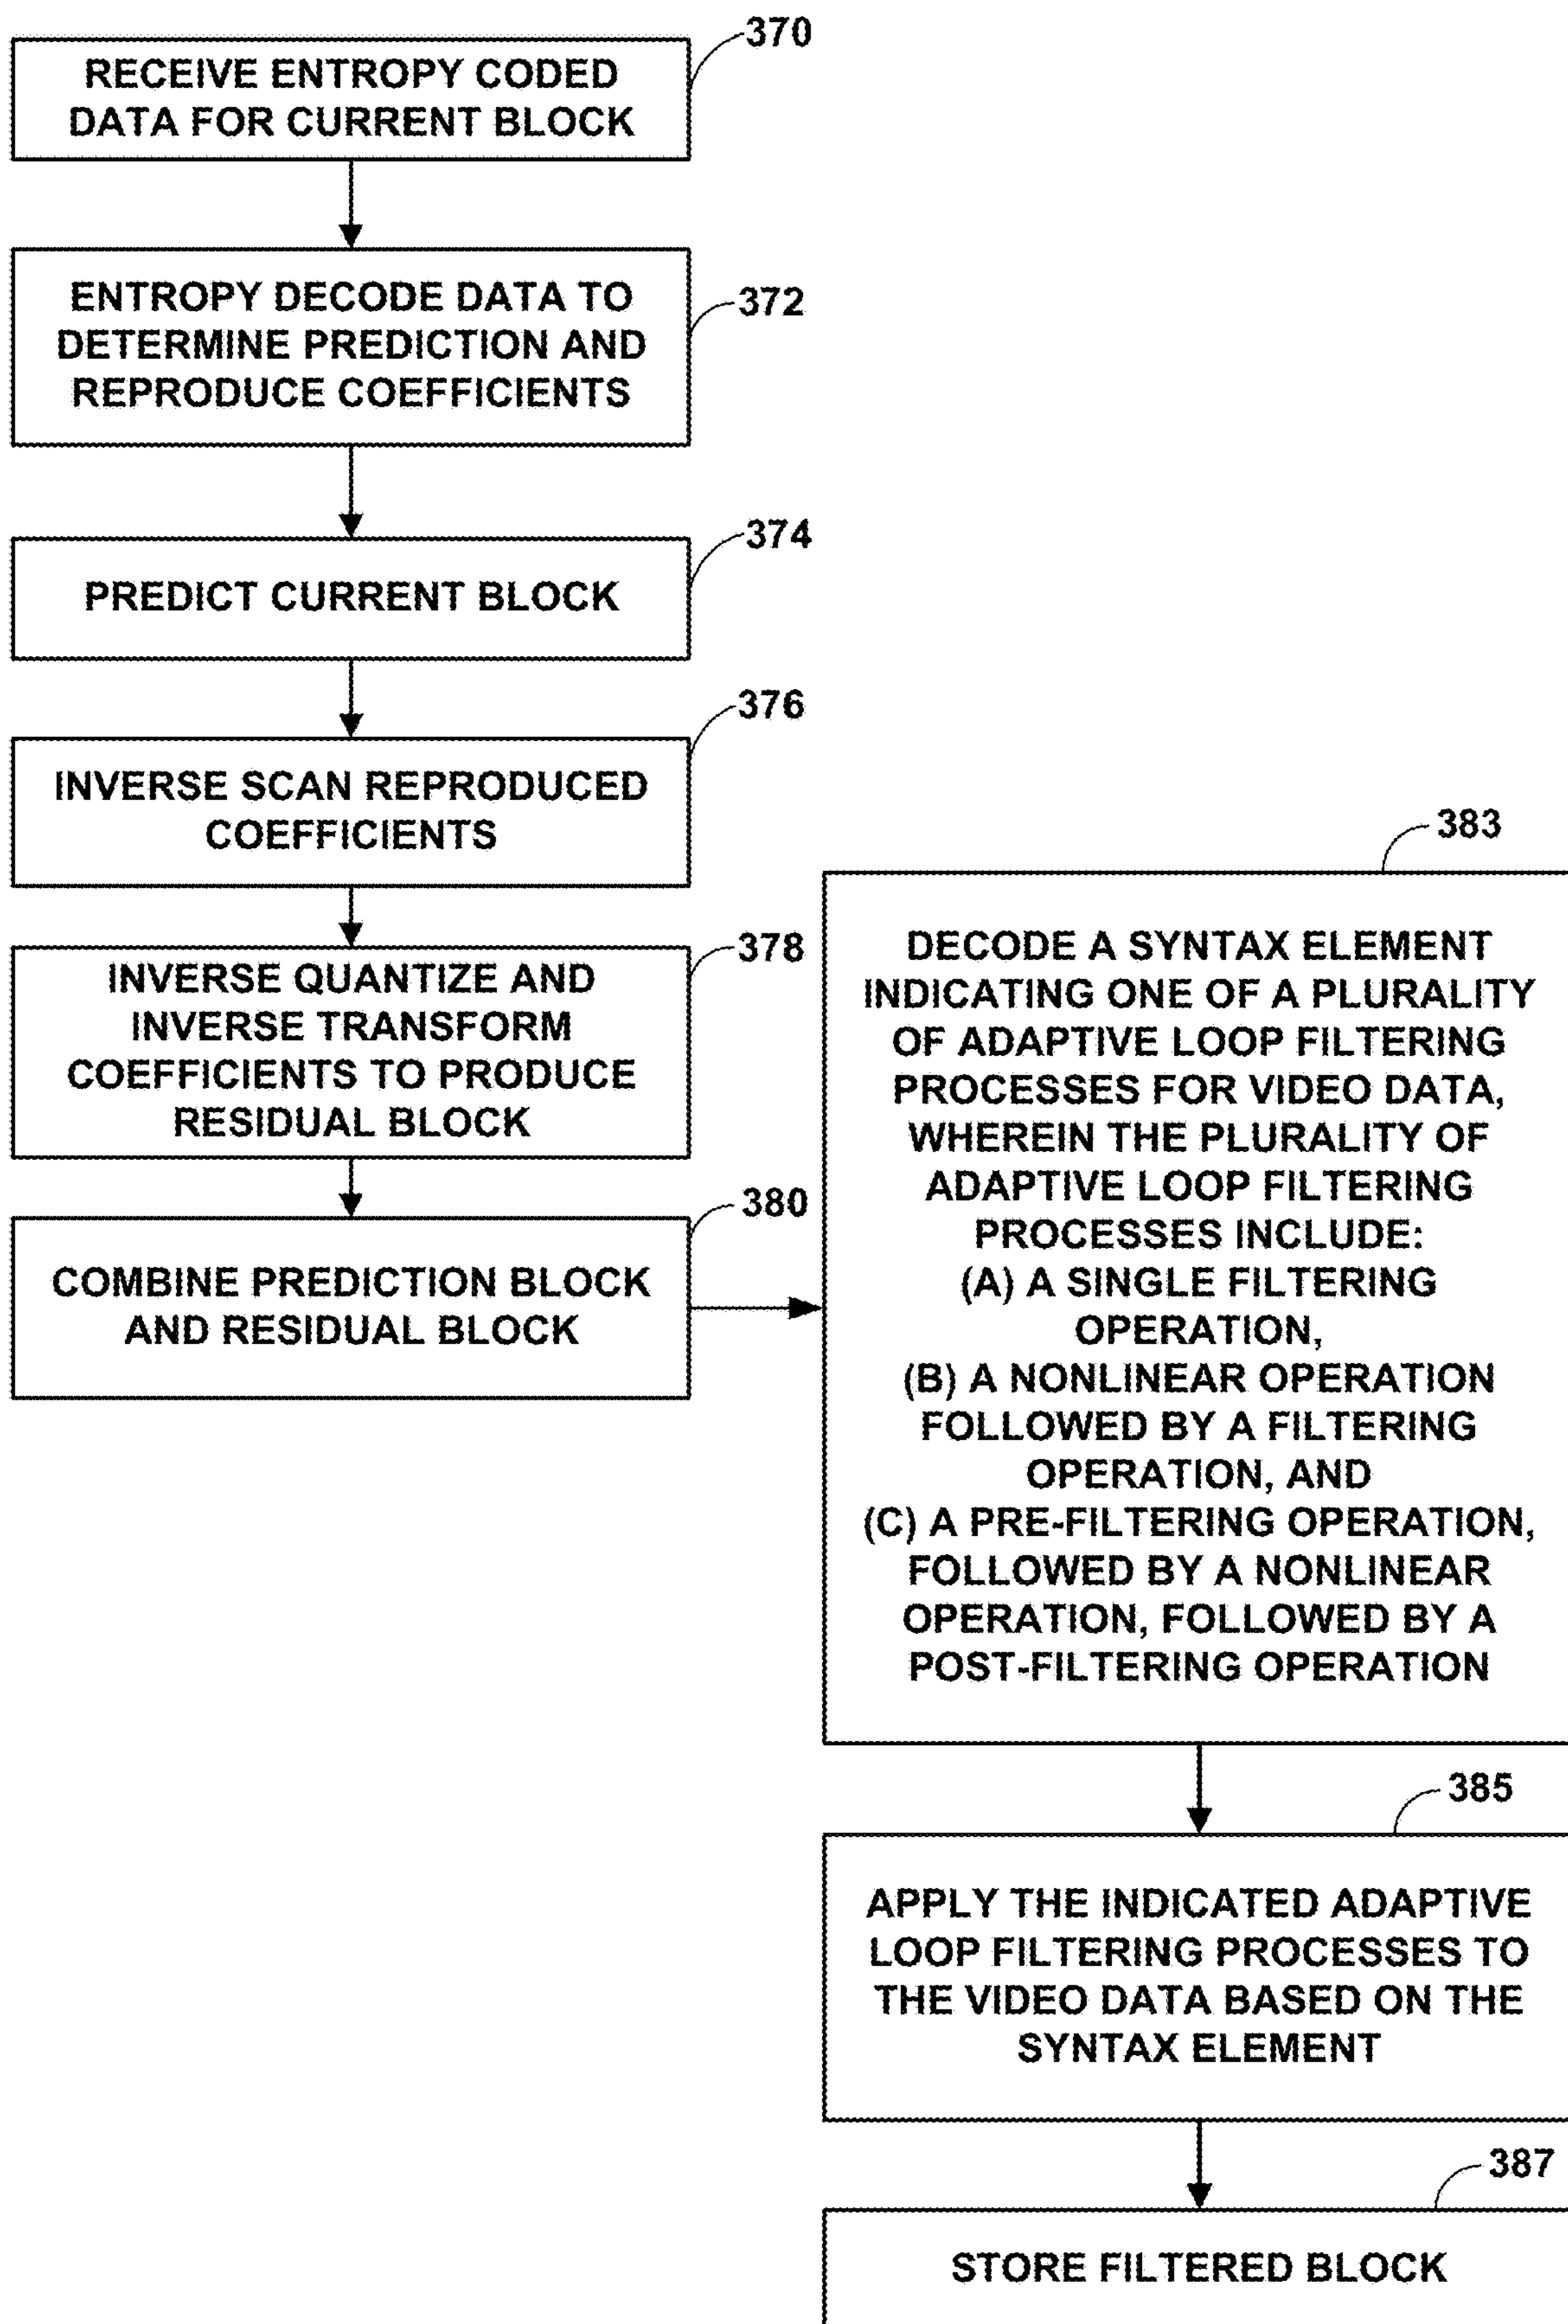 370
RECEIVE ENTROPY CODED
DATA FOR CURRENT BLOCK
372
ENTROPY DECODE DATA TO
DETERMINE PREDICTION AND
REPRODUCE COEFFICIENTS
374
PREDICT CURRENT BLOCK
376
INVERSE SCAN REPRODUCED
COEFFICIENTS
378
INVERSE QUANTIZE AND
INVERSE TRANSFORM
COEFFICIENTS TO PRODUCE
RESIDUAL BLOCK
380
COMBINE PREDICTION BLOCK
AND RESIDUAL BLOCK
383
DECODE A SYNTAX ELEMENT
INDICATING ONE OF A PLURALITY
OF ADAPTIVE LOOP FILTERING
PROCESSES FOR VIDEO DATA,
WHEREIN THE PLURALITY OF
ADAPTIVE LOOP FILTERING
PROCESSES INCLUDE:
(A) A SINGLE FILTERING
OPERATION,
(B) A NONLINEAR OPERATION
FOLLOWED BY A FILTERING
OPERATION, AND
(C) A PRE-FILTERING OPERATION,
FOLLOWED BY A NONLINEAR
OPERATION, FOLLOWED BY A
POST-FILTERING OPERATION
385
APPLY THE INDICATED ADAPTIVE
LOOP FILTERING PROCESSES TO
THE VIDEO DATA BASED ON THE
SYNTAX ELEMENT
387
STORE FILTERED BLOCK